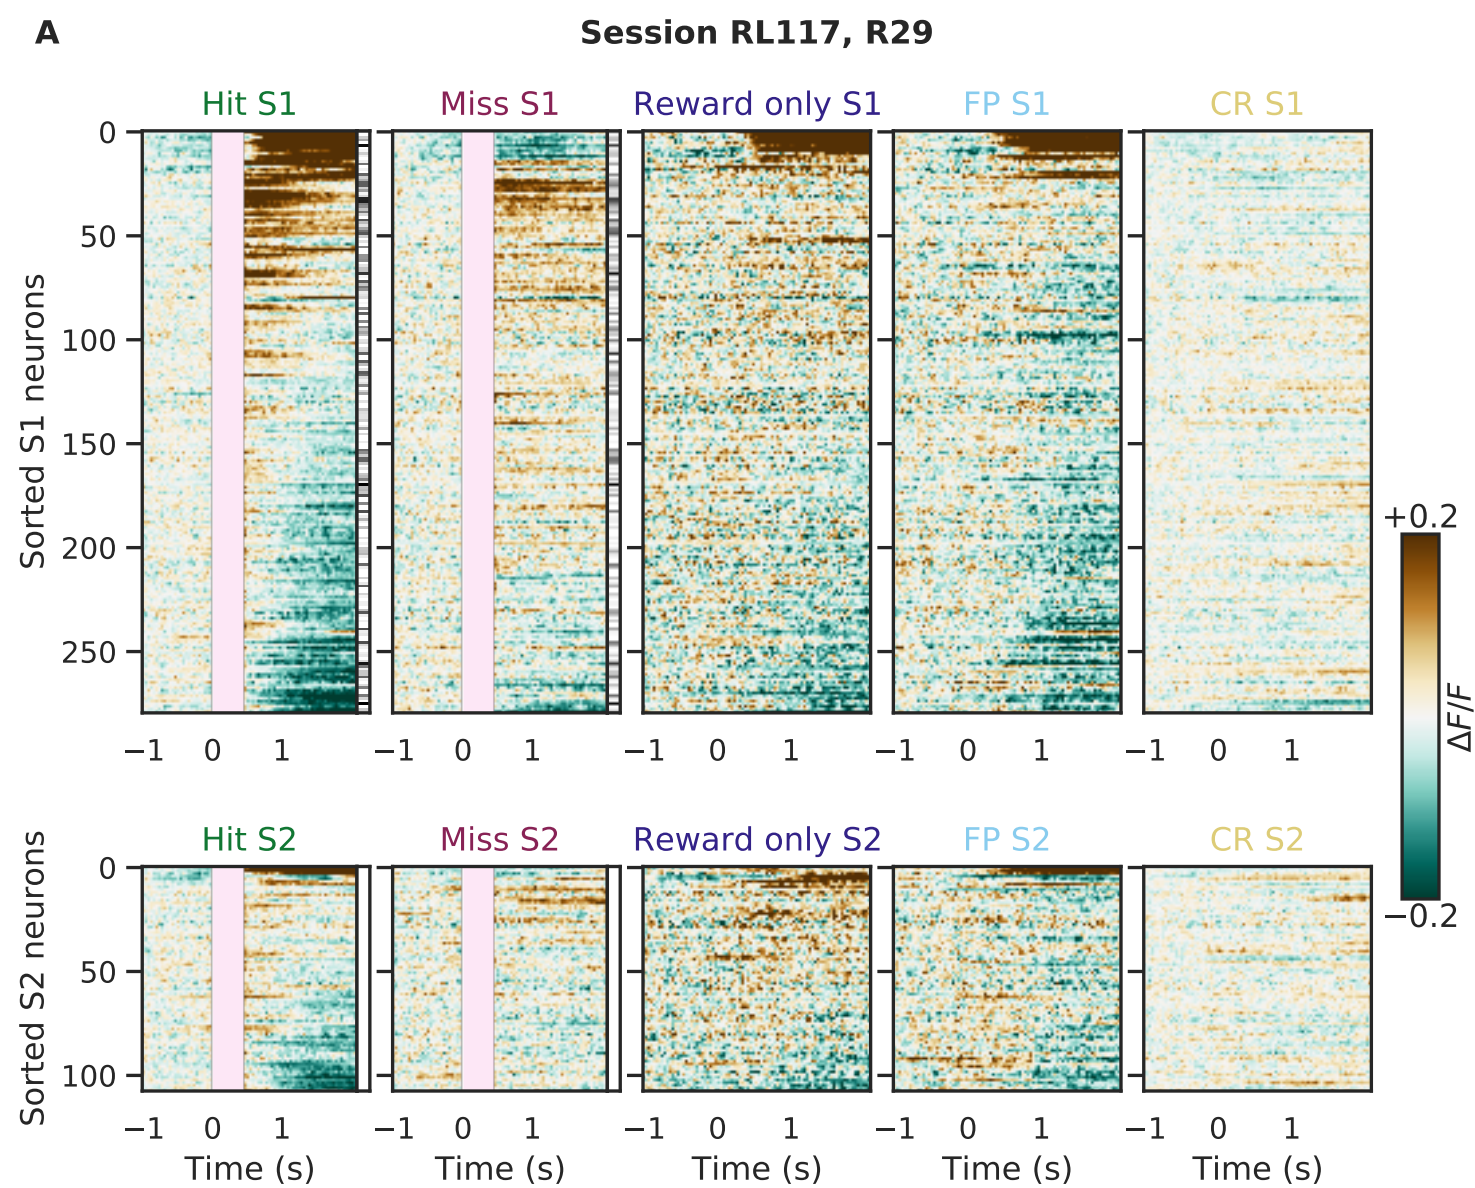 A
Session RL117, R29
Hit S1
Miss S1
Reward only S1
FP S1
CR S1
Sorted S1 neurons
0
50
100
150
200
250
−1 0 1
−1 0 1
−1 0 1
−1 0 1
−1 0 1
+0.2
ΔF/F
−0.2
Hit S2
Miss S2
Reward only S2
FP S2
CR S2
Sorted S2 neurons
0
50
100
−1 0 1
−1 0 1
−1 0 1
−1 0 1
−1 0 1
Time (s)
Time (s)
Time (s)
Time (s)
Time (s)